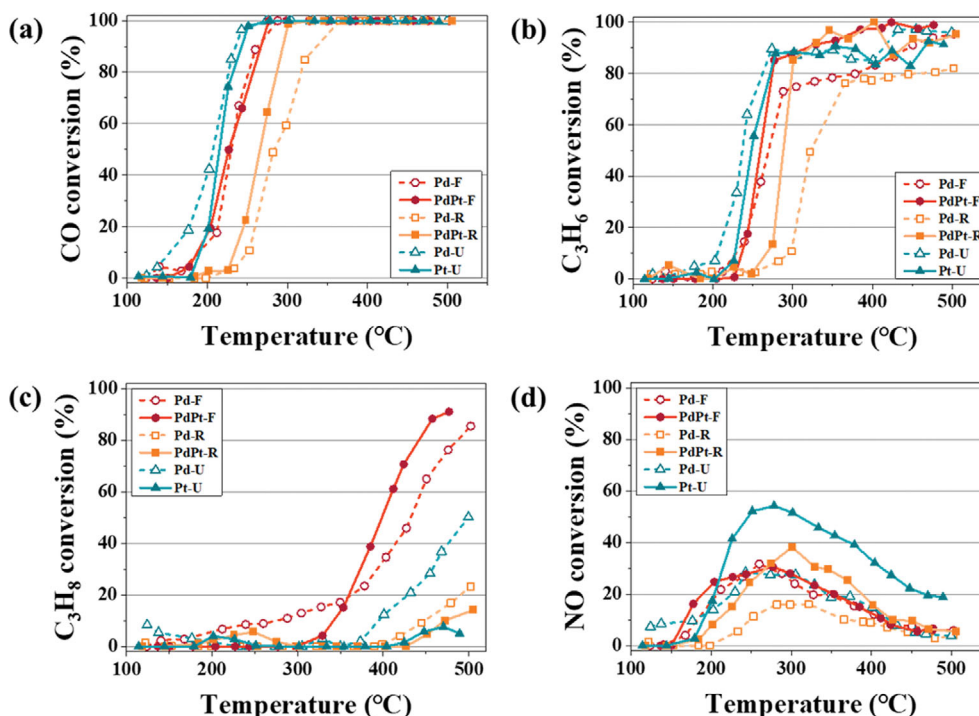 (a)
CO conversion (%)
100
80
60
40
20
0
Pd-F
PdPt-F
Pd-R
PdPt-R
Pd-U
Pt-U
100 200 300 400 500
Temperature (°C)
(b)
C₃H₆ conversion (%)
100
80
60
40
20
0
Pd-F
PdPt-F
Pd-R
PdPt-R
Pd-U
Pt-U
100 200 300 400 500
Temperature (°C)
(c)
C₃H₈ conversion (%)
100
80
60
40
20
0
Pd-F
PdPt-F
Pd-R
PdPt-R
Pd-U
Pt-U
100 200 300 400 500
Temperature (°C)
(d)
NO conversion (%)
100
80
60
40
20
0
Pd-F
PdPt-F
Pd-R
PdPt-R
Pd-U
Pt-U
100 200 300 400 500
Temperature (°C)